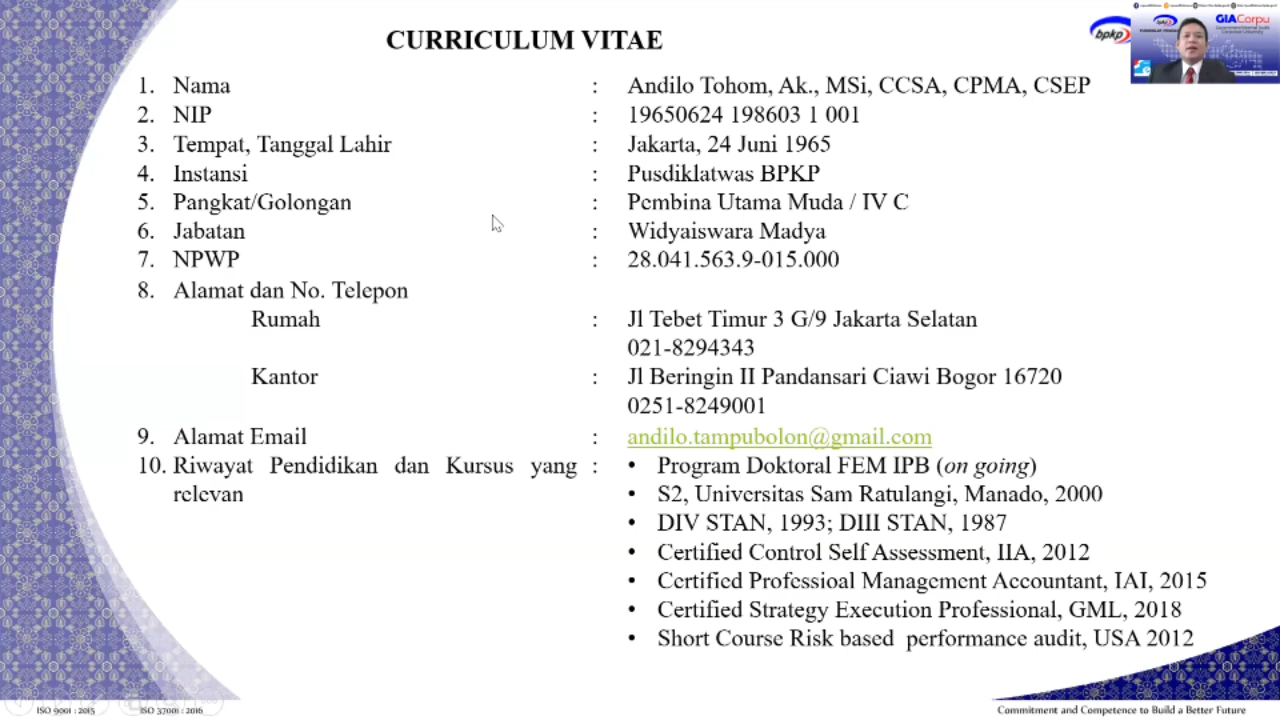 CURRICULUM VITAE
bpkp
bpkp
GIACorpu
1. Nama : Andilo Tohom, Ak., MSi, CCSA, CPMA, CSEP
2. NIP : 19650624 198603 1 001
3. Tempat, Tanggal Lahir : Jakarta, 24 Juni 1965
4. Instansi : Pusdiklatwas BPKP
5. Pangkat/Golongan : Pembina Utama Muda / IV C
6. Jabatan : Widyaiswara Madya
7. NPWP : 28.041.563.9-015.000
8. Alamat dan No. Telepon
Rumah : Jl Tebet Timur 3 G/9 Jakarta Selatan
021-8294343
Kantor : Jl Beringin II Pandansari Ciawi Bogor 16720
0251-8249001
9. Alamat Email : andilo.tampubolon@gmail.com
10. Riwayat Pendidikan dan Kursus yang : • Program Doktoral FEM IPB (on going)
relevan • S2, Universitas Sam Ratulangi, Manado, 2000
• DIV STAN, 1993; DIII STAN, 1987
• Certified Control Self Assessment, IIA, 2012
• Certified Professioal Management Accountant, IAI, 2015
• Certified Strategy Execution Professional, GML, 2018
• Short Course Risk based performance audit, USA 2012
ISO 9001 : 2015 ISO 37001 : 2016
Commitment and Competence to Build a Better Future